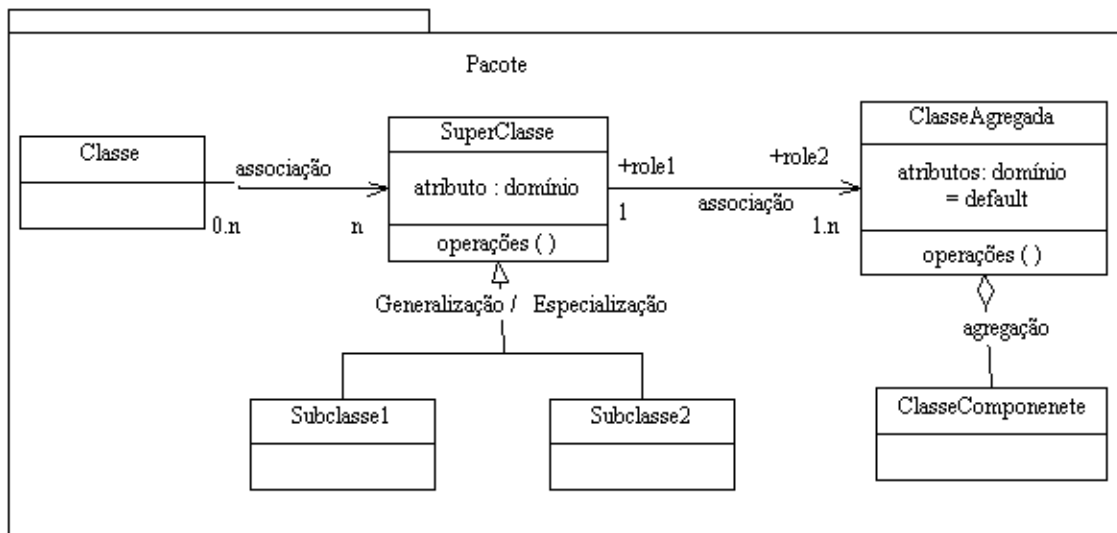 Pacote
Classe
associação
0.n
n
SuperClasse
atributo : domínio
operações ( )
+role1
1
associação
+role2
1.n
ClasseAgregada
atributos: domínio
= default
operações ( )
Generalização / Especialização
agregação
Subclasse1
Subclasse2
ClasseComponenete